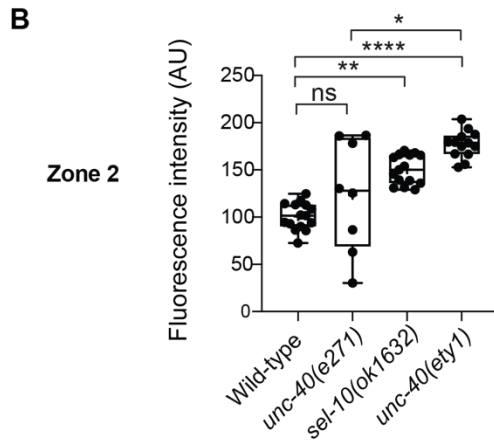 B
*
****
**
ns
Zone 2
Fluorescence intensity (AU)
250
200
150
100
50
0
Wild-type
unc-40(e271)
sel-10(ok1632)
unc-40(ety1)